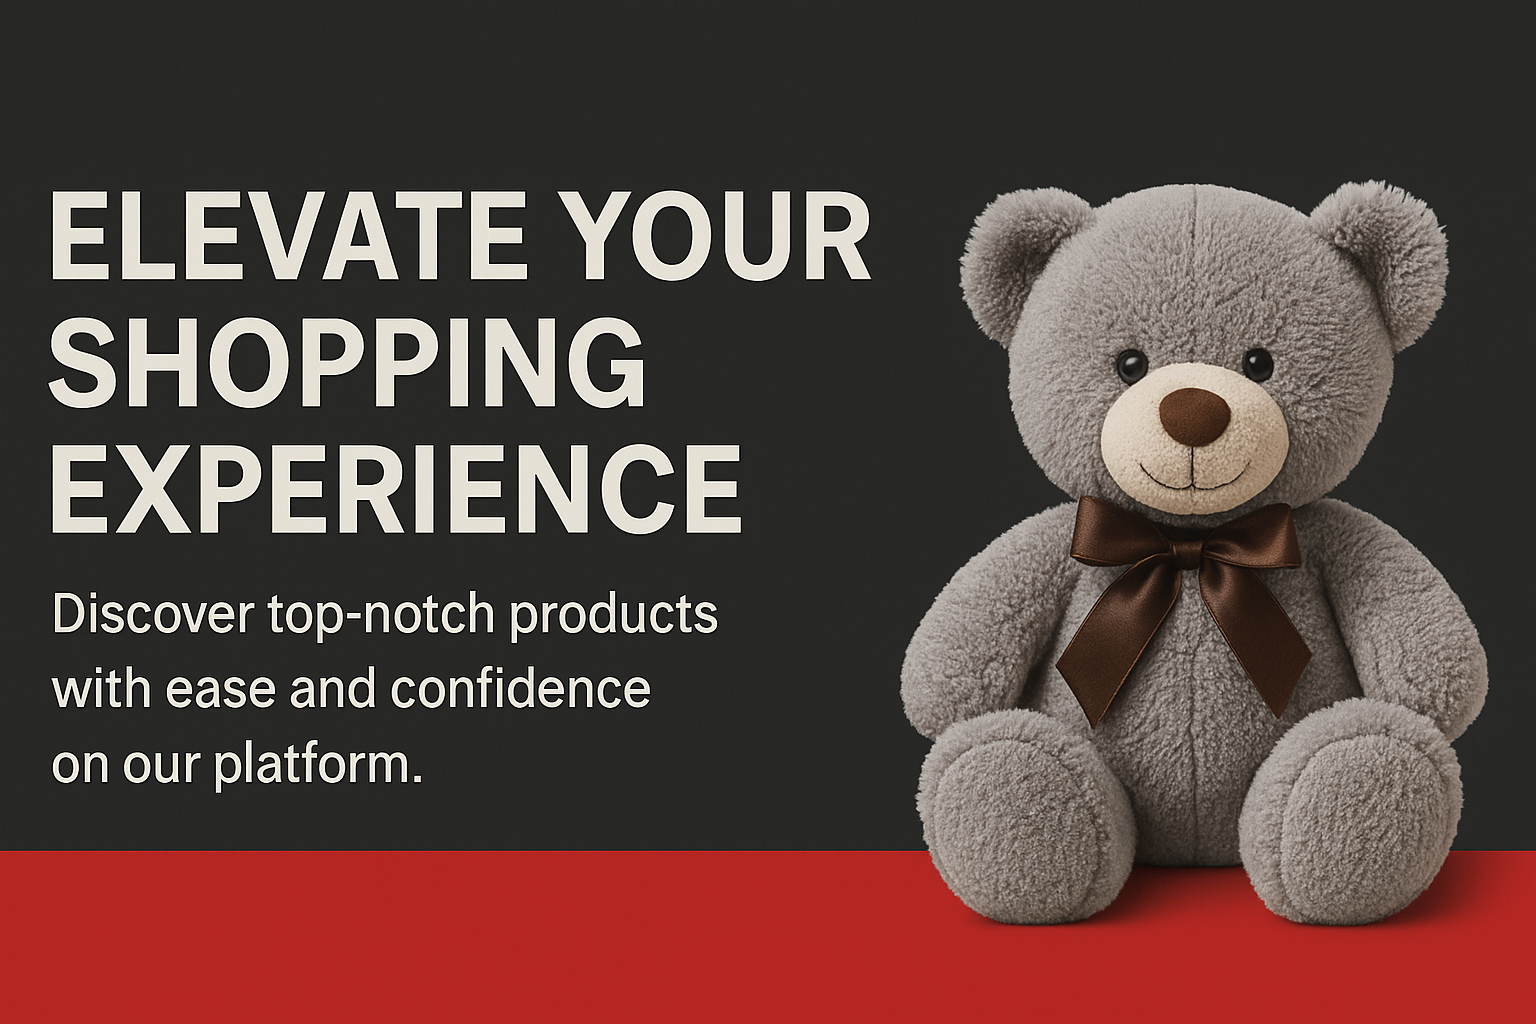 ELEVATE YOUR
SHOPPING
EXPERIENCE
Discover top-notch products
with ease and confidence
on our platform.